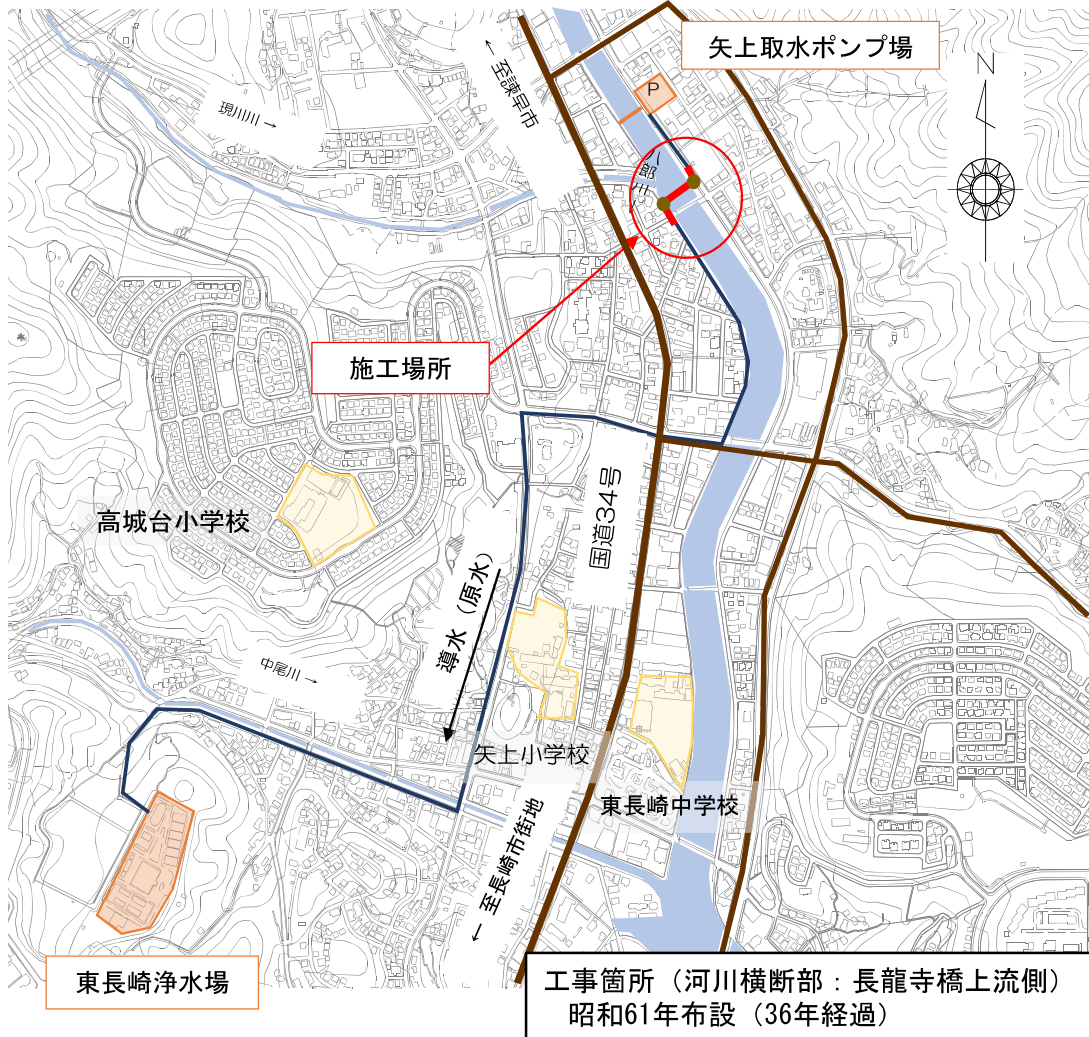 矢上取水ポンプ場
N
←至諫早市
P
現川川→
八郎川
施工場所
国道34号
高城台小学校
導水（原水）
中尾川→
矢上小学校
東長崎中学校
←至長崎市街地
東長崎浄水場
工事箇所（河川横断部：長龍寺橋上流側）
昭和61年布設（36年経過）